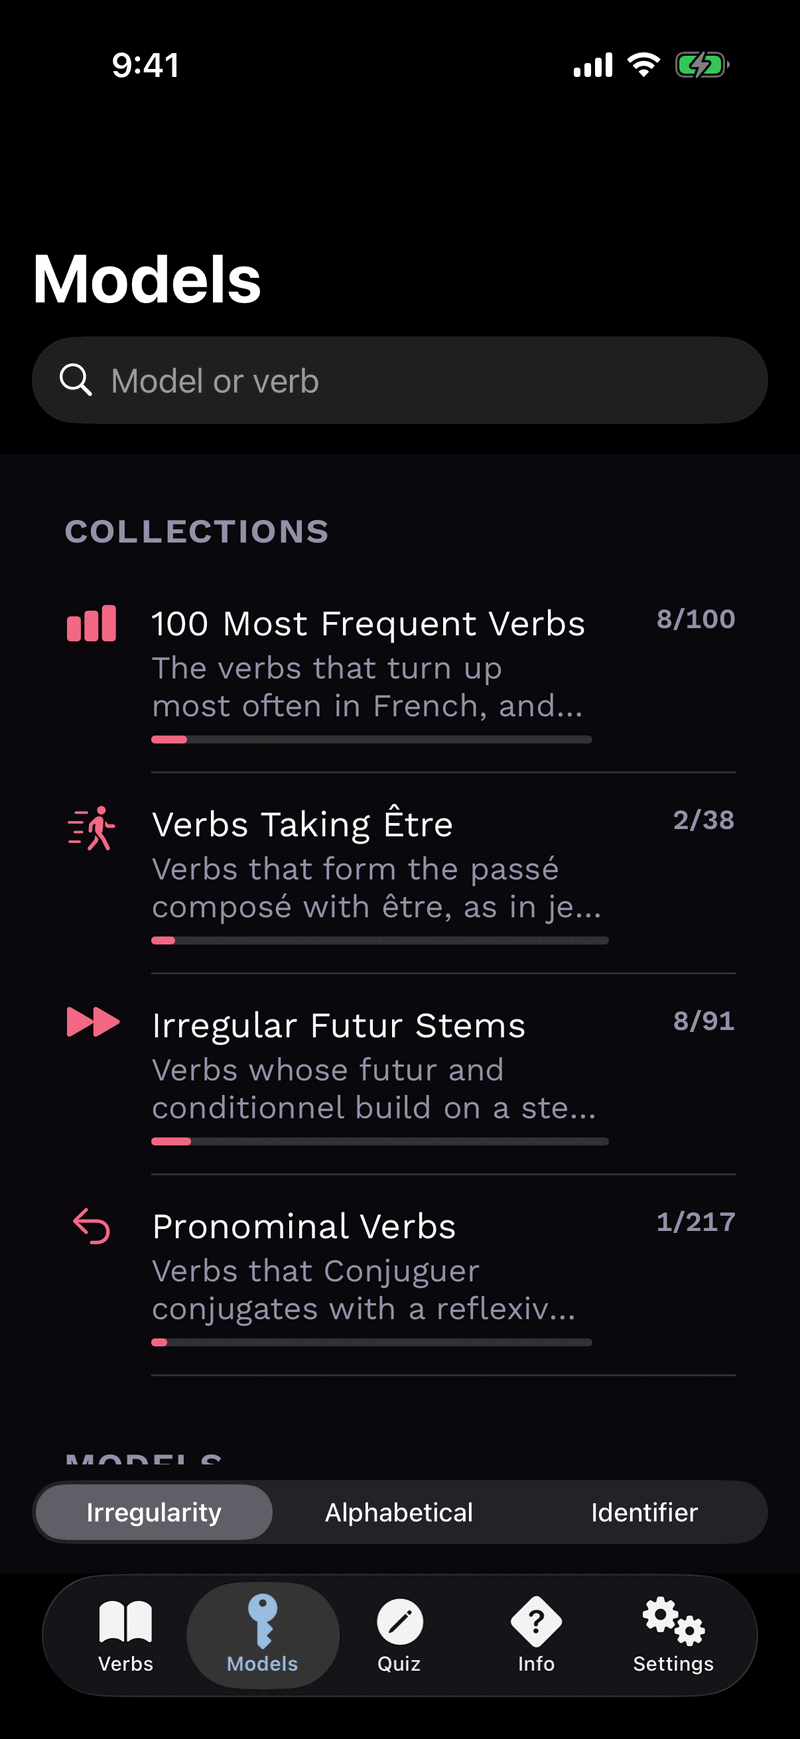 9:41
Models
Model or verb
COLLECTIONS
100 Most Frequent Verbs
8/100
The verbs that turn up
most often in French, and...
Verbs Taking Être
2/38
Verbs that form the passé
composé with être, as in je...
Irregular Futur Stems
8/91
Verbs whose futur and
conditionnel build on a ste...
Pronominal Verbs
1/217
Verbs that Conjuguer
conjugates with a reflexiv...
MODELS
Irregularity
Alphabetical
Identifier
Verbs
Models
Quiz
Info
Settings